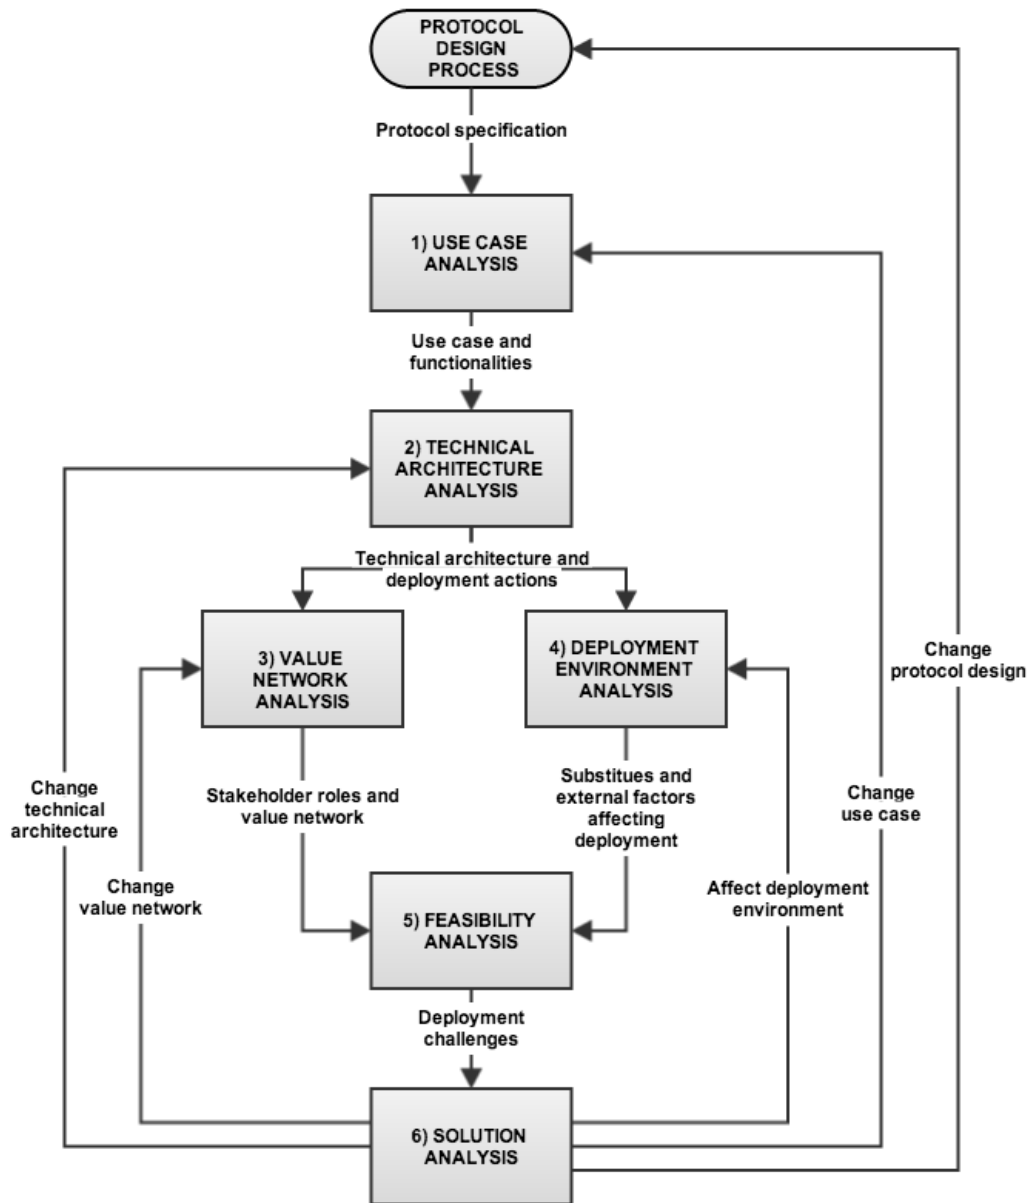 PROTOCOL
DESIGN
PROCESS
Protocol specification
1) USE CASE
ANALYSIS
Use case and
functionalities
2) TECHNICAL
ARCHITECTURE
ANALYSIS
Technical architecture and
deployment actions
3) VALUE
NETWORK
ANALYSIS
4) DEPLOYMENT
ENVIRONMENT
ANALYSIS
Change
protocol design
Change
technical
architecture
Stakeholder roles and
value network
Substitues and
external factors
affecting
deployment
Change
use case
Change
value network
5) FEASIBILITY
ANALYSIS
Affect deployment
environment
Deployment
challenges
6) SOLUTION
ANALYSIS